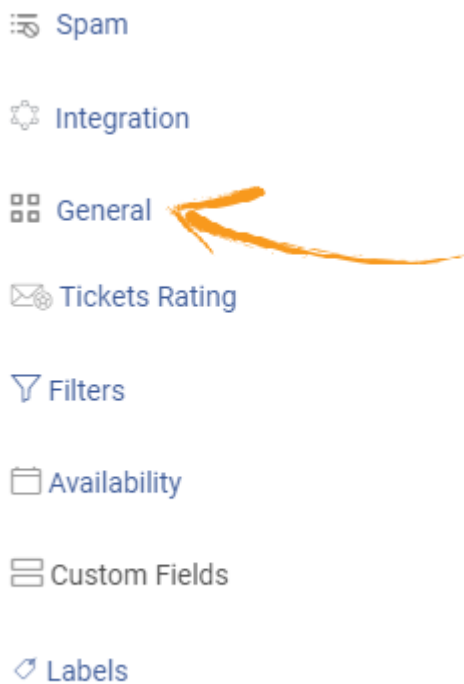 Spam
Integration
General
Tickets Rating
Filters
Availability
Custom Fields
Labels